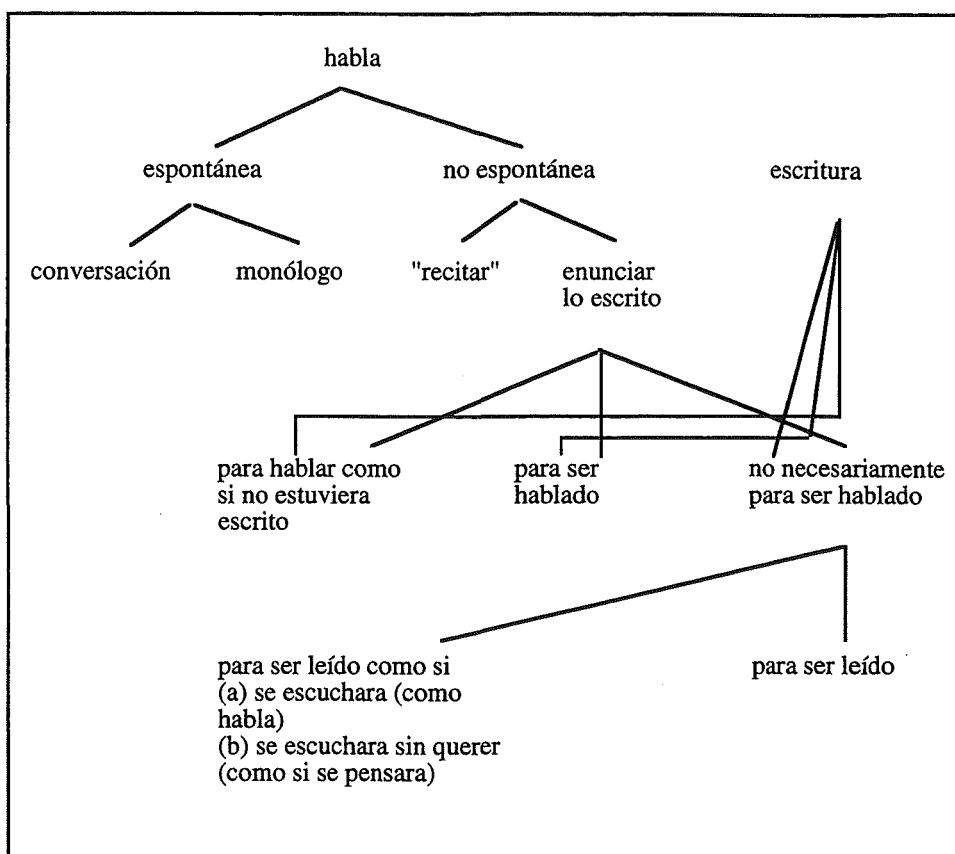 habla
espontánea
no espontánea
escritura
conversación
monólogo
"recitar"
enunciar
lo escrito
para hablar como
si no estuviera
escrito
para ser
hablado
no necesariamente
para ser hablado
para ser leído como si
(a) se escuchara (como
habla)
(b) se escuchara sin querer
(como si se pensara)
para ser leído